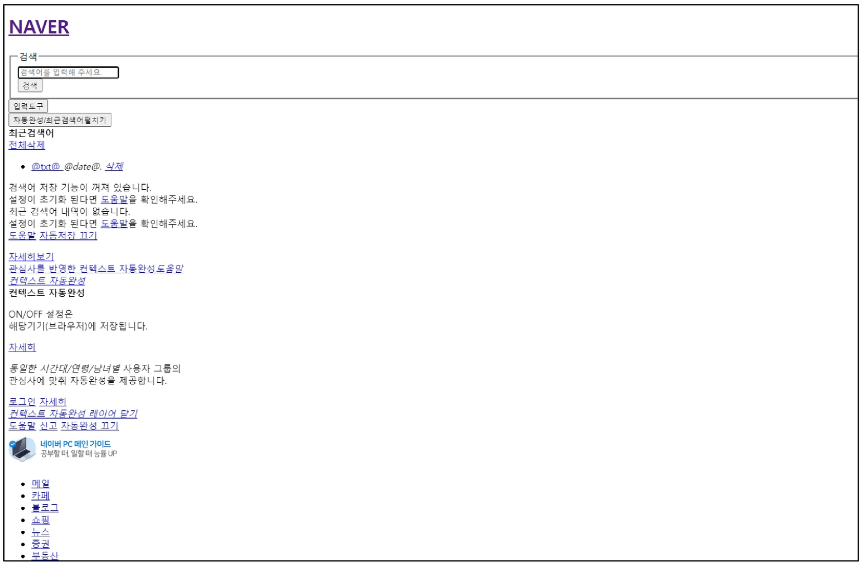 NAVER
검색
검색어를 입력해 주세요.
검색
입력도구
자동완성/최근검색어펼치기
최근검색어
전체삭제
@txt@ @date@. 삭제
검색어 저장 기능이 꺼져 있습니다.
설정이 초기화 된다면 도움말을 확인해주세요.
최근 검색어 내역이 없습니다.
설정이 초기화 된다면 도움말을 확인해주세요.
도움말 자동저장 끄기
자세히보기
관심사를 반영한 컨텍스트 자동완성도움말
컨텍스트 자동완성
컨텍스트 자동완성
ON/OFF 설정은
해당기기(브라우저)에 저장됩니다.
자세히
동일한 시간대/연령/남녀별 사용자 그룹의
관심사에 맞춰 자동완성을 제공합니다.
로그인 자세히
컨텍스트 자동완성 레이어 닫기
도움말 신고 자동완성 끄기
네이버 PC 메인 가이드
공부할 때, 일할 때 능률 UP
메일
카페
블로그
쇼핑
뉴스
증권
부동산